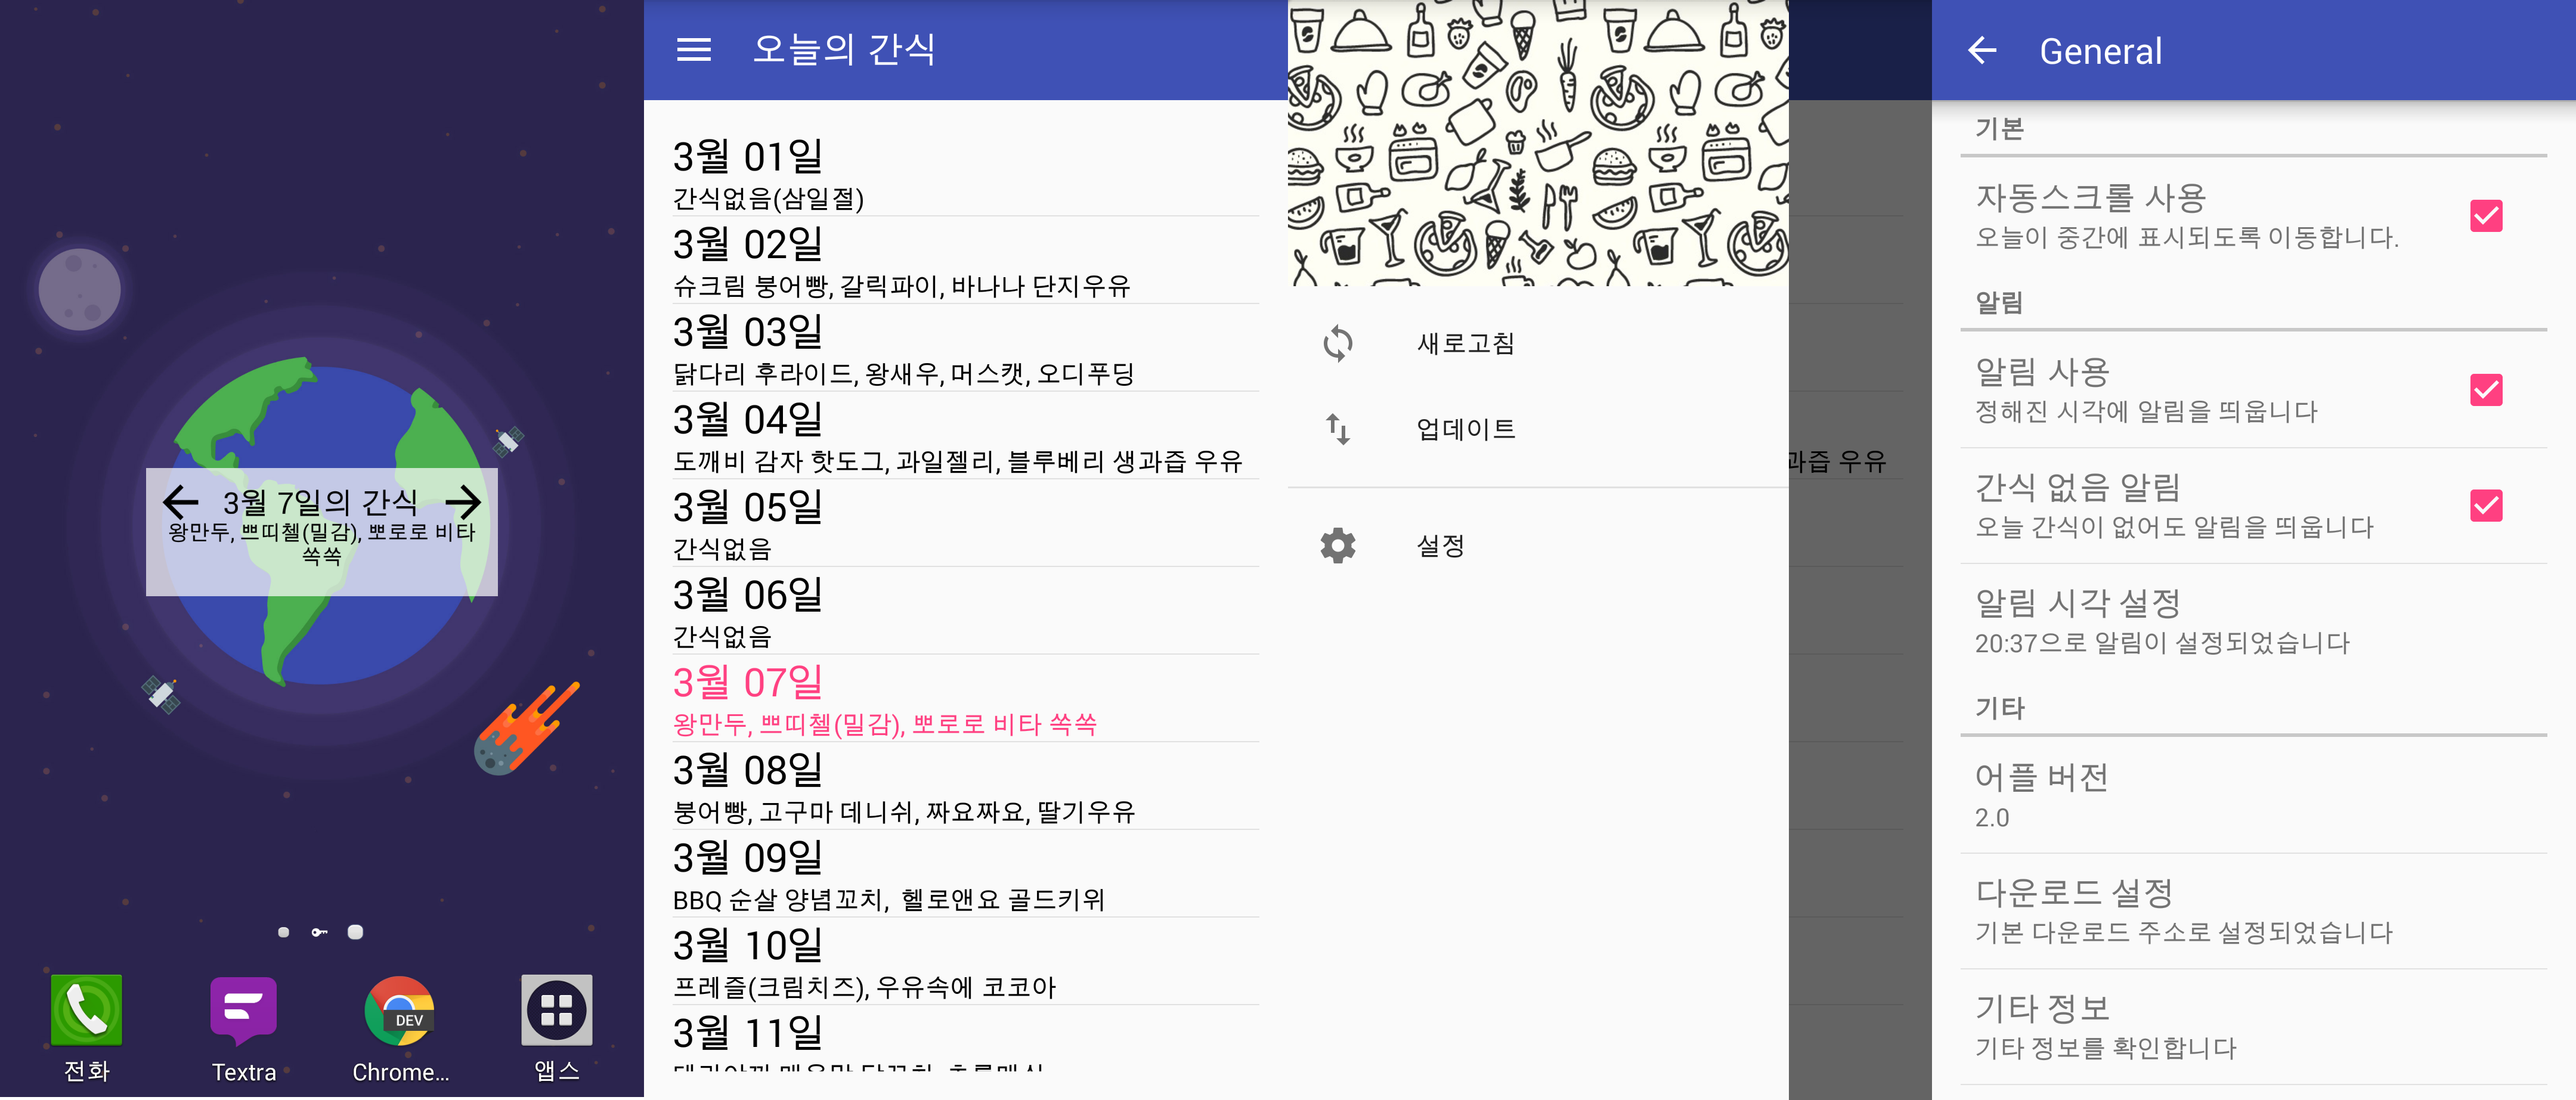 3월 7일의 간식
왕만두, 쁘띠첼(밀감), 뽀로로 비타
쏙쏙
전화
Textra
DEV
Chrome...
앱스
오늘의 간식
3월 01일
간식없음(삼일절)
3월 02일
슈크림 붕어빵, 갈릭파이, 바나나 단지우유
3월 03일
닭다리 후라이드, 왕새우, 머스캣, 오디푸딩
3월 04일
도깨비 감자 핫도그, 과일젤리, 블루베리 생과즙 우유
3월 05일
간식없음
3월 06일
간식없음
3월 07일
왕만두, 쁘띠첼(밀감), 뽀로로 비타 쏙쏙
3월 08일
붕어빵, 고구마 데니쉬, 짜요짜요, 딸기우유
3월 09일
BBQ 순살 양념꼬치, 헬로앤요 골드키위
3월 10일
프레즐(크림치즈), 우유속에 코코아
3월 11일
새로고침
업데이트
설정
과즙 우유
General
기본
자동스크롤 사용
오늘이 중간에 표시되도록 이동합니다.
알림
알림 사용
정해진 시각에 알림을 띄웁니다
간식 없음 알림
오늘 간식이 없어도 알림을 띄웁니다
알림 시각 설정
20:37으로 알림이 설정되었습니다
기타
어플 버전
2.0
다운로드 설정
기본 다운로드 주소로 설정되었습니다
기타 정보
기타 정보를 확인합니다